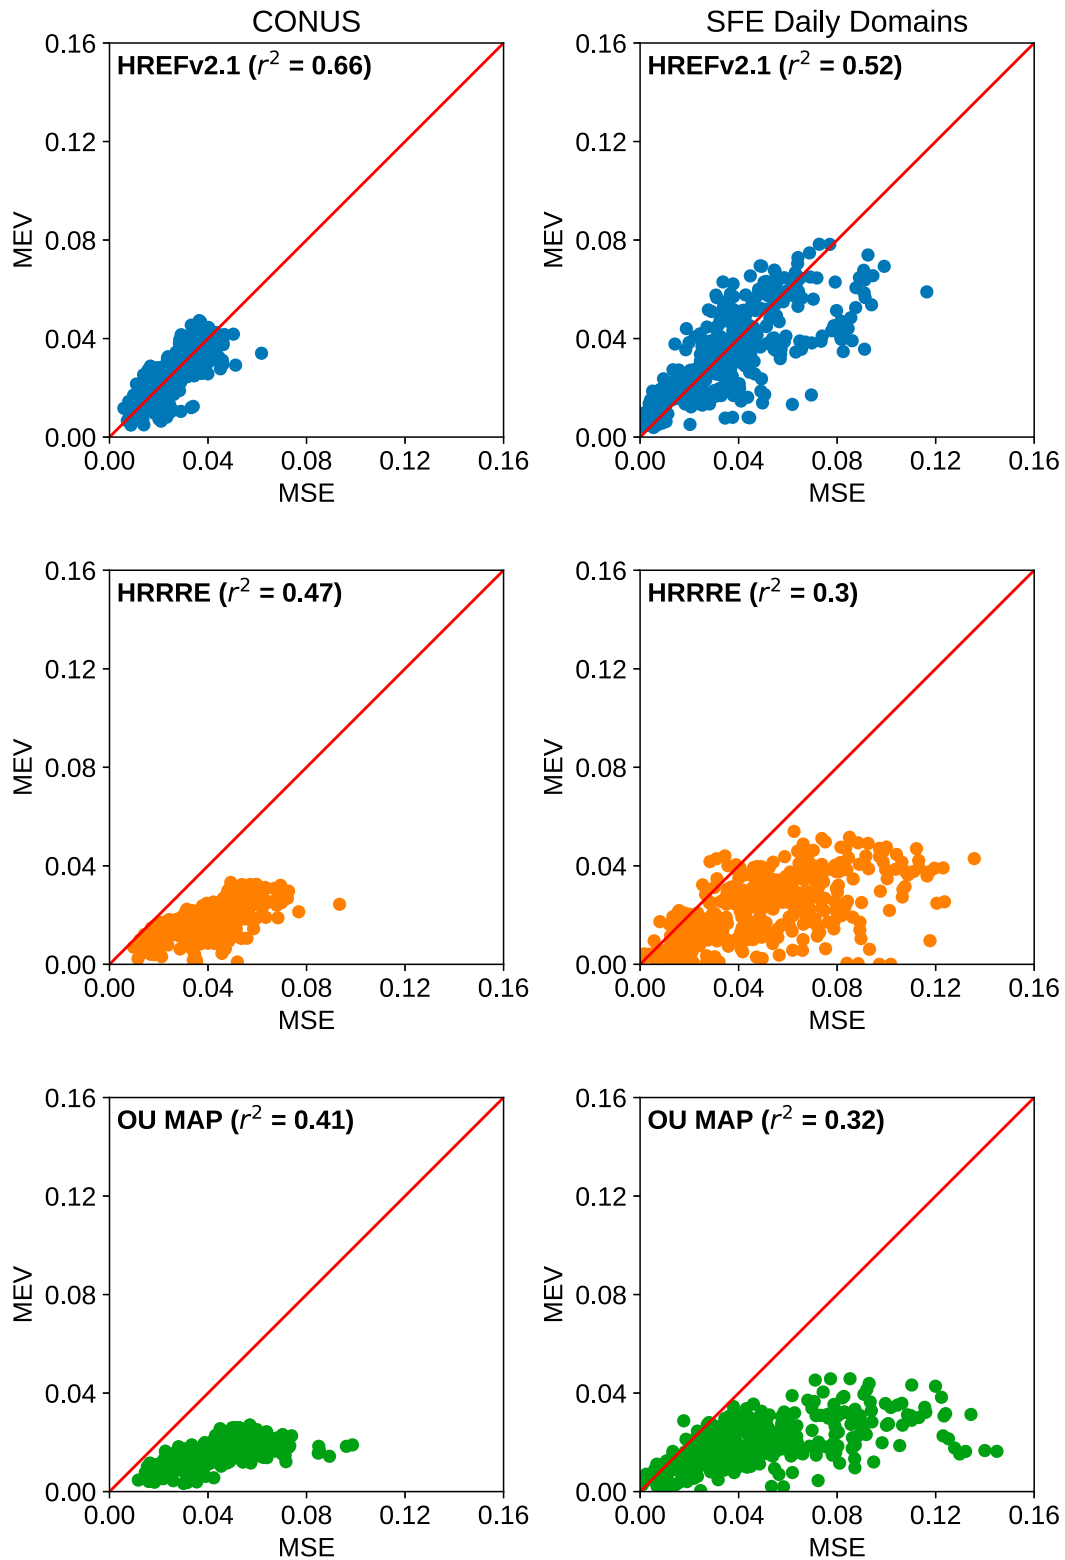 CONUS
SFE Daily Domains
0.16
HREFv2.1 (r² = 0.66)
0.12
MEV
0.08
0.04
0.00
0.00 0.04 0.08 0.12 0.16
MSE
0.16
HREFv2.1 (r² = 0.52)
0.12
MEV
0.08
0.04
0.00
0.00 0.04 0.08 0.12 0.16
MSE
0.16
HRRRE (r² = 0.47)
0.12
MEV
0.08
0.04
0.00
0.00 0.04 0.08 0.12 0.16
MSE
0.16
HRRRE (r² = 0.3)
0.12
MEV
0.08
0.04
0.00
0.00 0.04 0.08 0.12 0.16
MSE
0.16
OU MAP (r² = 0.41)
0.12
MEV
0.08
0.04
0.00
0.00 0.04 0.08 0.12 0.16
MSE
0.16
OU MAP (r² = 0.32)
0.12
MEV
0.08
0.04
0.00
0.00 0.04 0.08 0.12 0.16
MSE